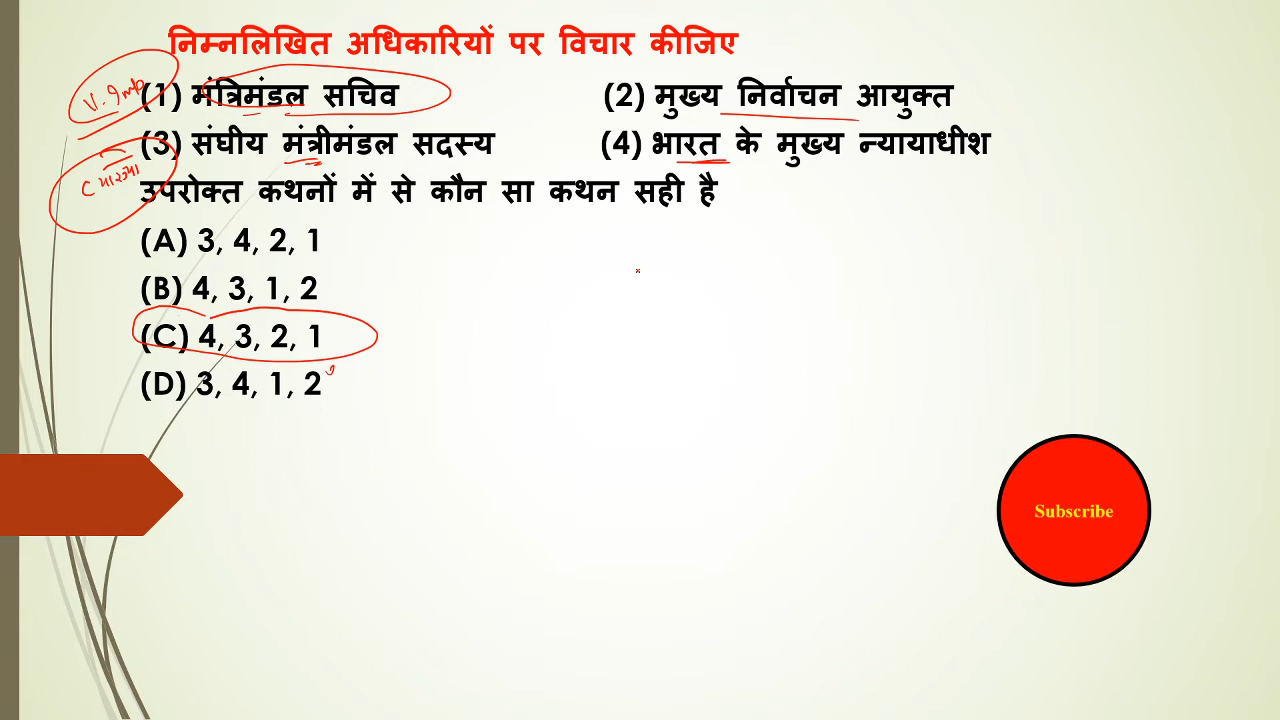 निम्नलिखित अधिकारियों पर विचार कीजिए
V. Imp
(1) मंत्रिमंडल सचिव (2) मुख्य निर्वाचन आयुक्त
(3) संघीय मंत्रीमंडल सदस्य (4) भारत के मुख्य न्यायाधीश
उपरोक्त कथनों में से कौन सा कथन सही है
(A) 3, 4, 2, 1
(B) 4, 3, 1, 2
(C) 4, 3, 2, 1
(D) 3, 4, 1, 2
Subscribe